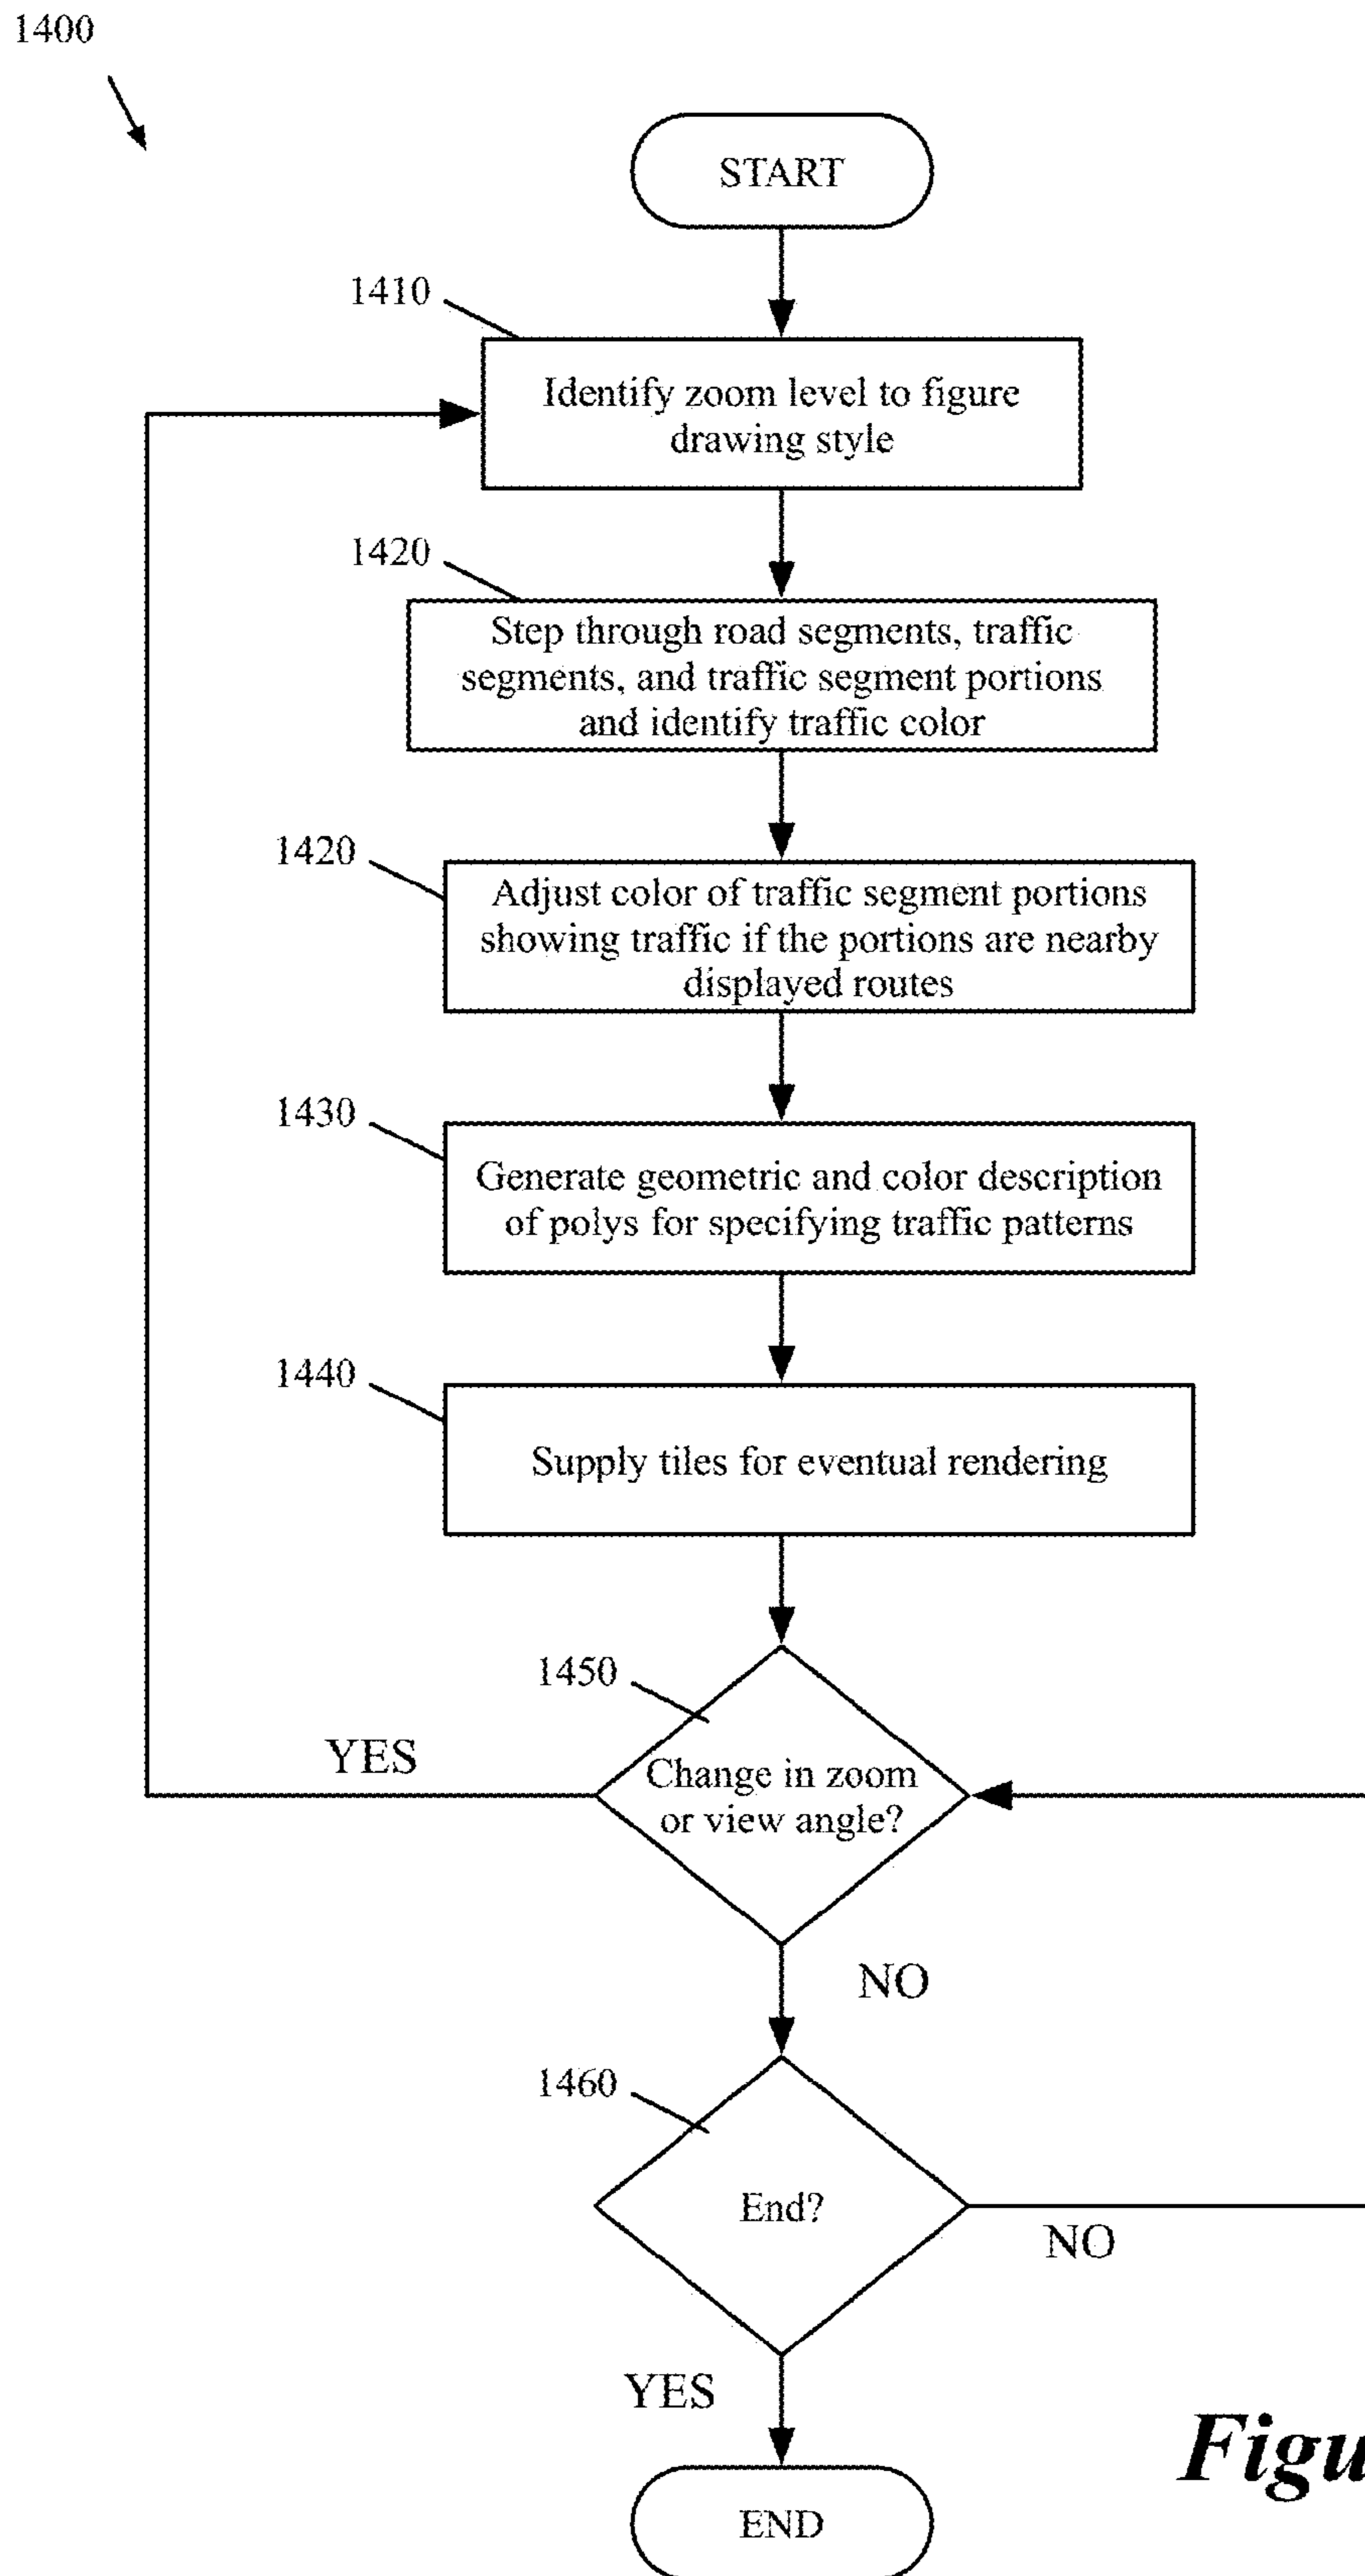 1400
START
1410
Identify zoom level to figure
drawing style
1420
Step through road segments, traffic
segments, and traffic segment portions
and identify traffic color
1420
Adjust color of traffic segment portions
showing traffic if the portions are nearby
displayed routes
1430
Generate geometric and color description
of polys for specifying traffic patterns
1440
Supply tiles for eventual rendering
1450
Change in zoom
or view angle?
YES
NO
1460
End?
NO
YES
END
Figu